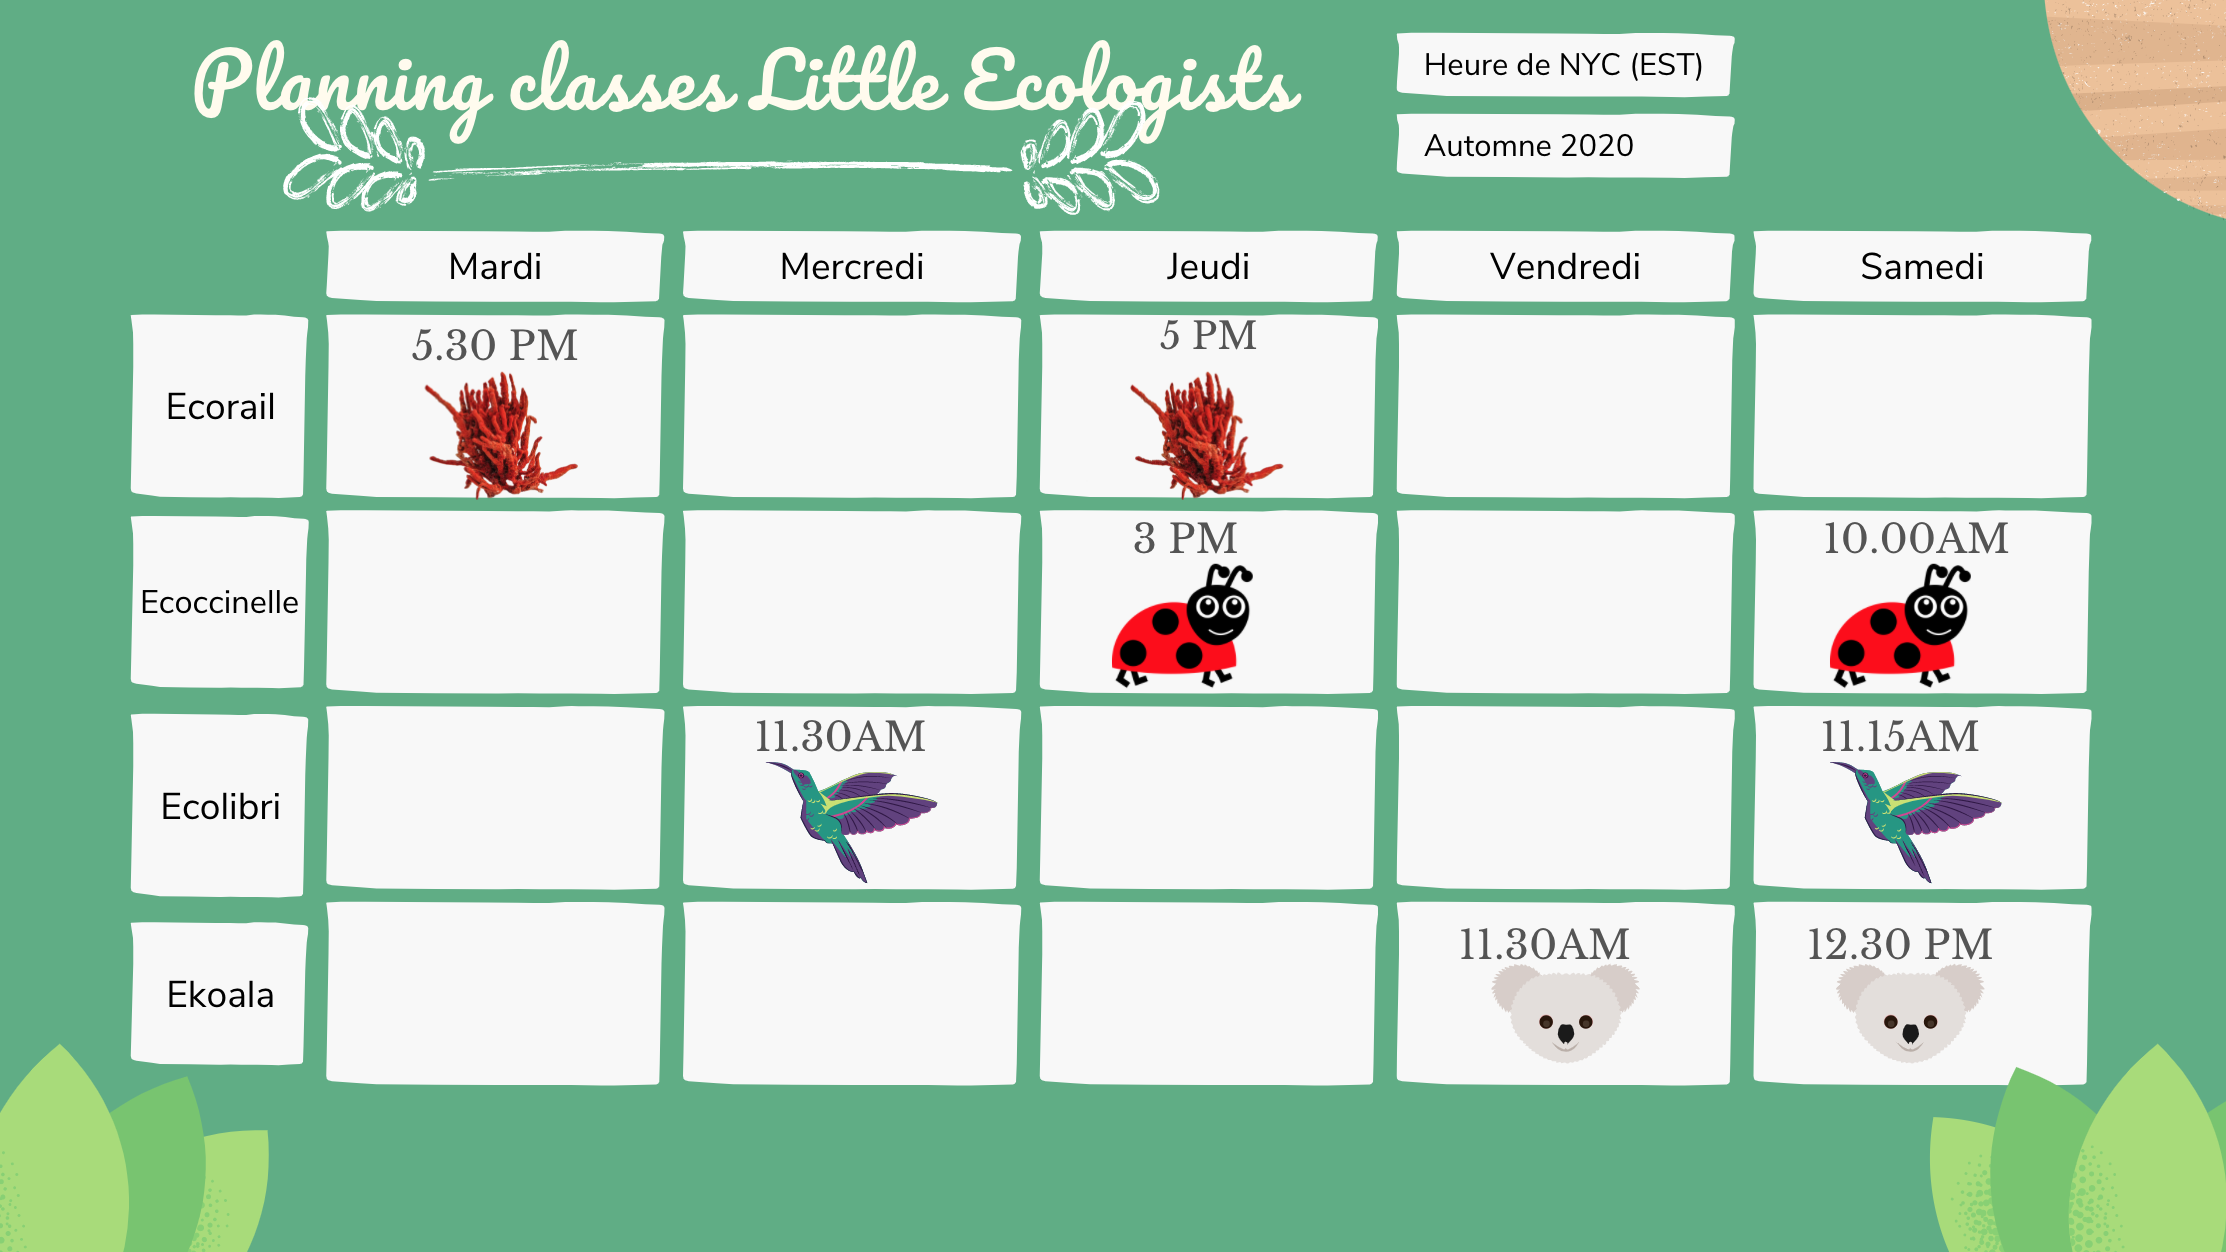 Planning classes Little Ecologists
Heure de NYC (EST)
Automne 2020
Mardi
Mercredi
Jeudi
Vendredi
Samedi
Ecorail
5.30 PM
5 PM
Ecoccinelle
3 PM
10.00AM
Ecolibri
11.30AM
11.15AM
Ekoala
11.30AM
12.30 PM